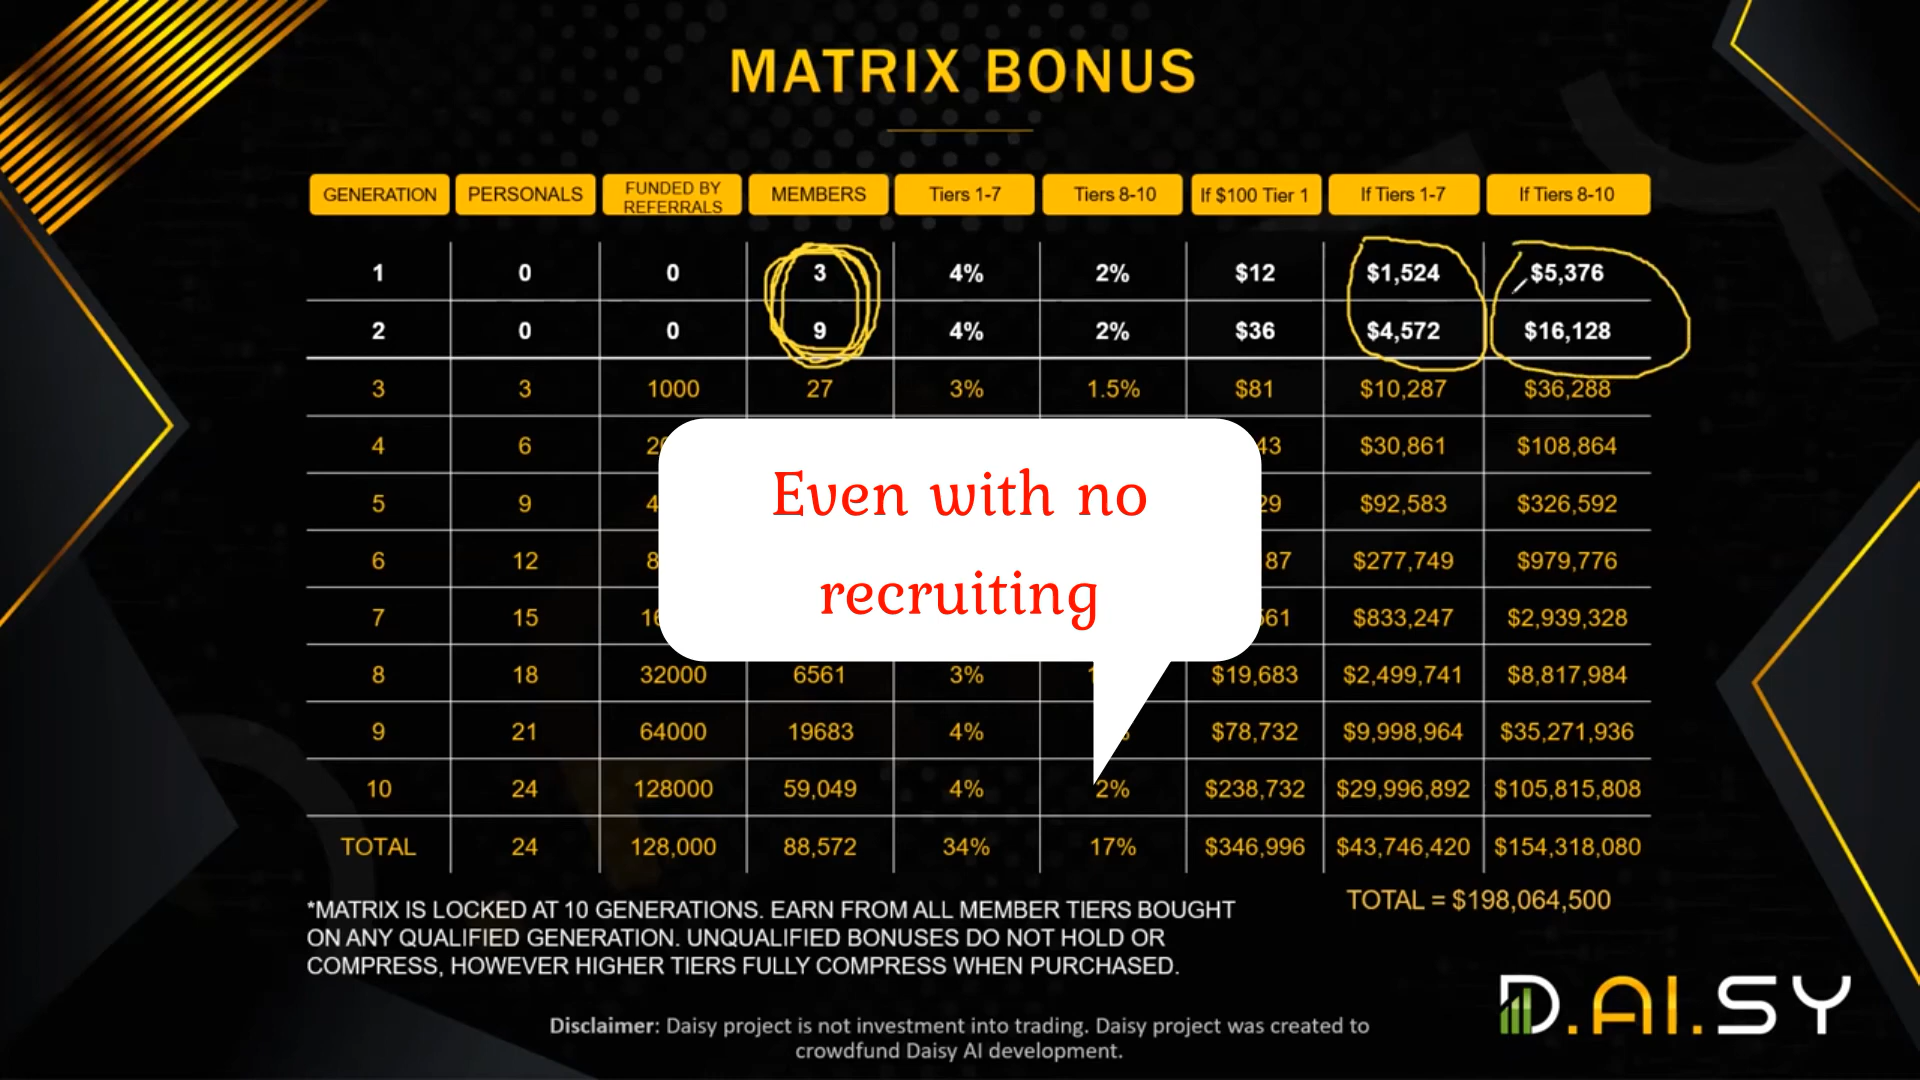 MATRIX BONUS
GENERATION PERSONALS FUNDED BY REFERRALS MEMBERS Tiers 1-7 Tiers 8-10 If $100 Tier 1 If Tiers 1-7 If Tiers 8-10
1 0 0 3 4% 2% $12 $1,524 $5,376
2 0 0 9 4% 2% $36 $4,572 $16,128
3 3 1000 27 3% 1.5% $81 $10,287 $36,288
4 6 $30,861 $108,864
5 9 $92,583 $326,592
6 12 $277,749 $979,776
7 15 $833,247 $2,939,328
8 18 32000 6561 3% $19,683 $2,499,741 $8,817,984
9 21 64000 19683 4% $78,732 $9,998,964 $35,271,936
10 24 128000 59,049 4% 2% $238,732 $29,996,892 $105,815,808
TOTAL 24 128,000 88,572 34% 17% $346,996 $43,746,420 $154,318,080
Even with no
recruiting
TOTAL = $198,064,500
*MATRIX IS LOCKED AT 10 GENERATIONS. EARN FROM ALL MEMBER TIERS BOUGHT
ON ANY QUALIFIED GENERATION. UNQUALIFIED BONUSES DO NOT HOLD OR
COMPRESS, HOWEVER HIGHER TIERS FULLY COMPRESS WHEN PURCHASED.
D.AI.SY
Disclaimer: Daisy project is not investment into trading. Daisy project was created to
crowdfund Daisy AI development.